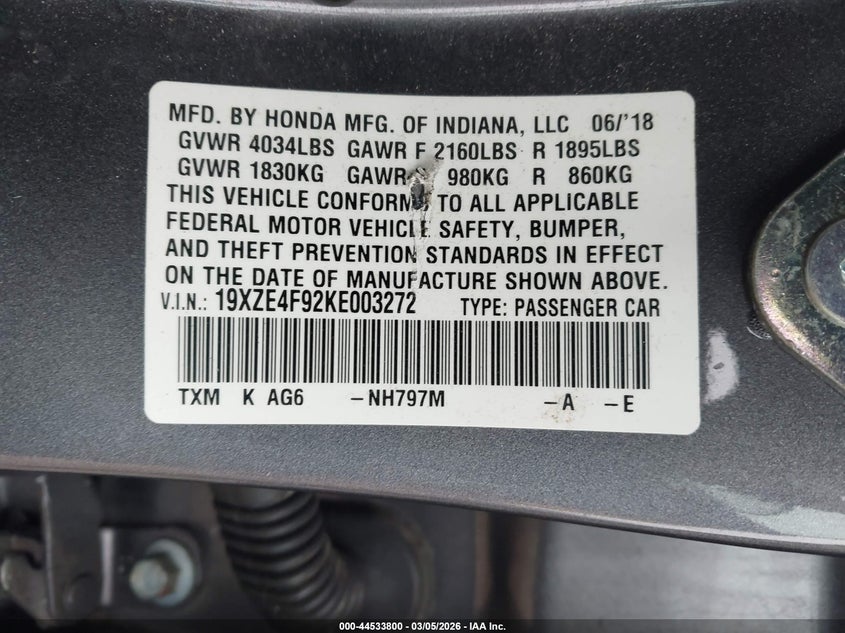 MFD. BY HONDA MFG. OF INDIANA, LLC 06/'18
GVWR 4034LBS GAWR F 2160LBS R 1895LBS
GVWR 1830KG GAWR 980KG R 860KG
THIS VEHICLE CONFORMS TO ALL APPLICABLE
FEDERAL MOTOR VEHICLE SAFETY, BUMPER,
AND THEFT PREVENTION STANDARDS IN EFFECT
ON THE DATE OF MANUFACTURE SHOWN ABOVE.
V.I.N.: 19XZE4F92KE003272 TYPE: PASSENGER CAR
TXM K AG6 -NH797M -A -E
000-44533800 - 03/05/2026 - IAA Inc.